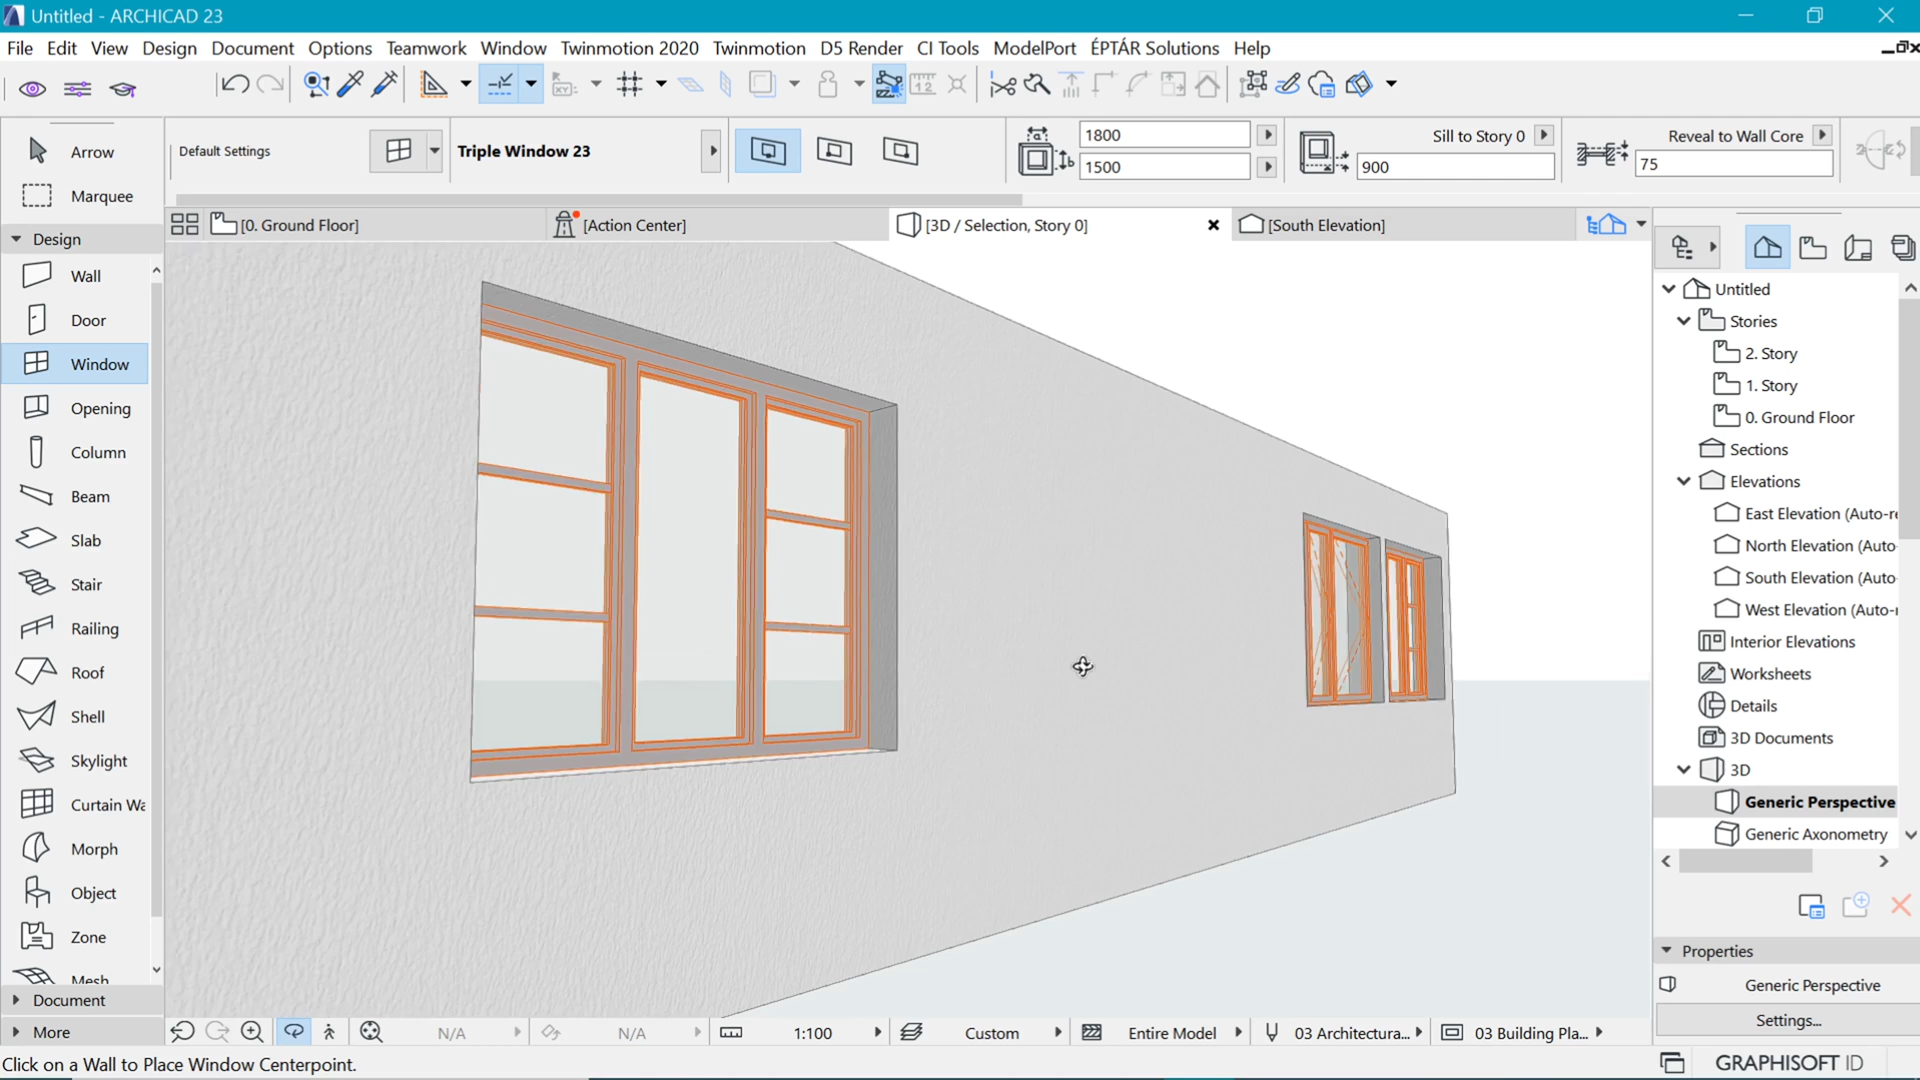 Untitled - ARCHICAD 23
File Edit View Design Document Options Teamwork Window Twinmotion 2020 Twinmotion D5 Render CI Tools ModelPort ÉPTÁR Solutions Help
Default Settings
Triple Window 23
1800
1500
Sill to Story 0
900
Reveal to Wall Core
75
Arrow
Marquee
Design
Wall
Door
Window
Opening
Column
Beam
Slab
Stair
Railing
Roof
Shell
Skylight
Curtain Wa
Morph
Object
Zone
Mesh
Document
More
[0. Ground Floor]
[Action Center]
[3D / Selection, Story 0]
[South Elevation]
Untitled
Stories
2. Story
1. Story
0. Ground Floor
Sections
Elevations
East Elevation (Auto-re
North Elevation (Auto
South Elevation (Auto
West Elevation (Auto-r
Interior Elevations
Worksheets
Details
3D Documents
3D
Generic Perspective
Generic Axonometry
Properties
Generic Perspective
Settings...
N/A
N/A
1:100
Custom
Entire Model
03 Architectura...
03 Building Pla...
Click on a Wall to Place Window Centerpoint.
GRAPHISOFT ID